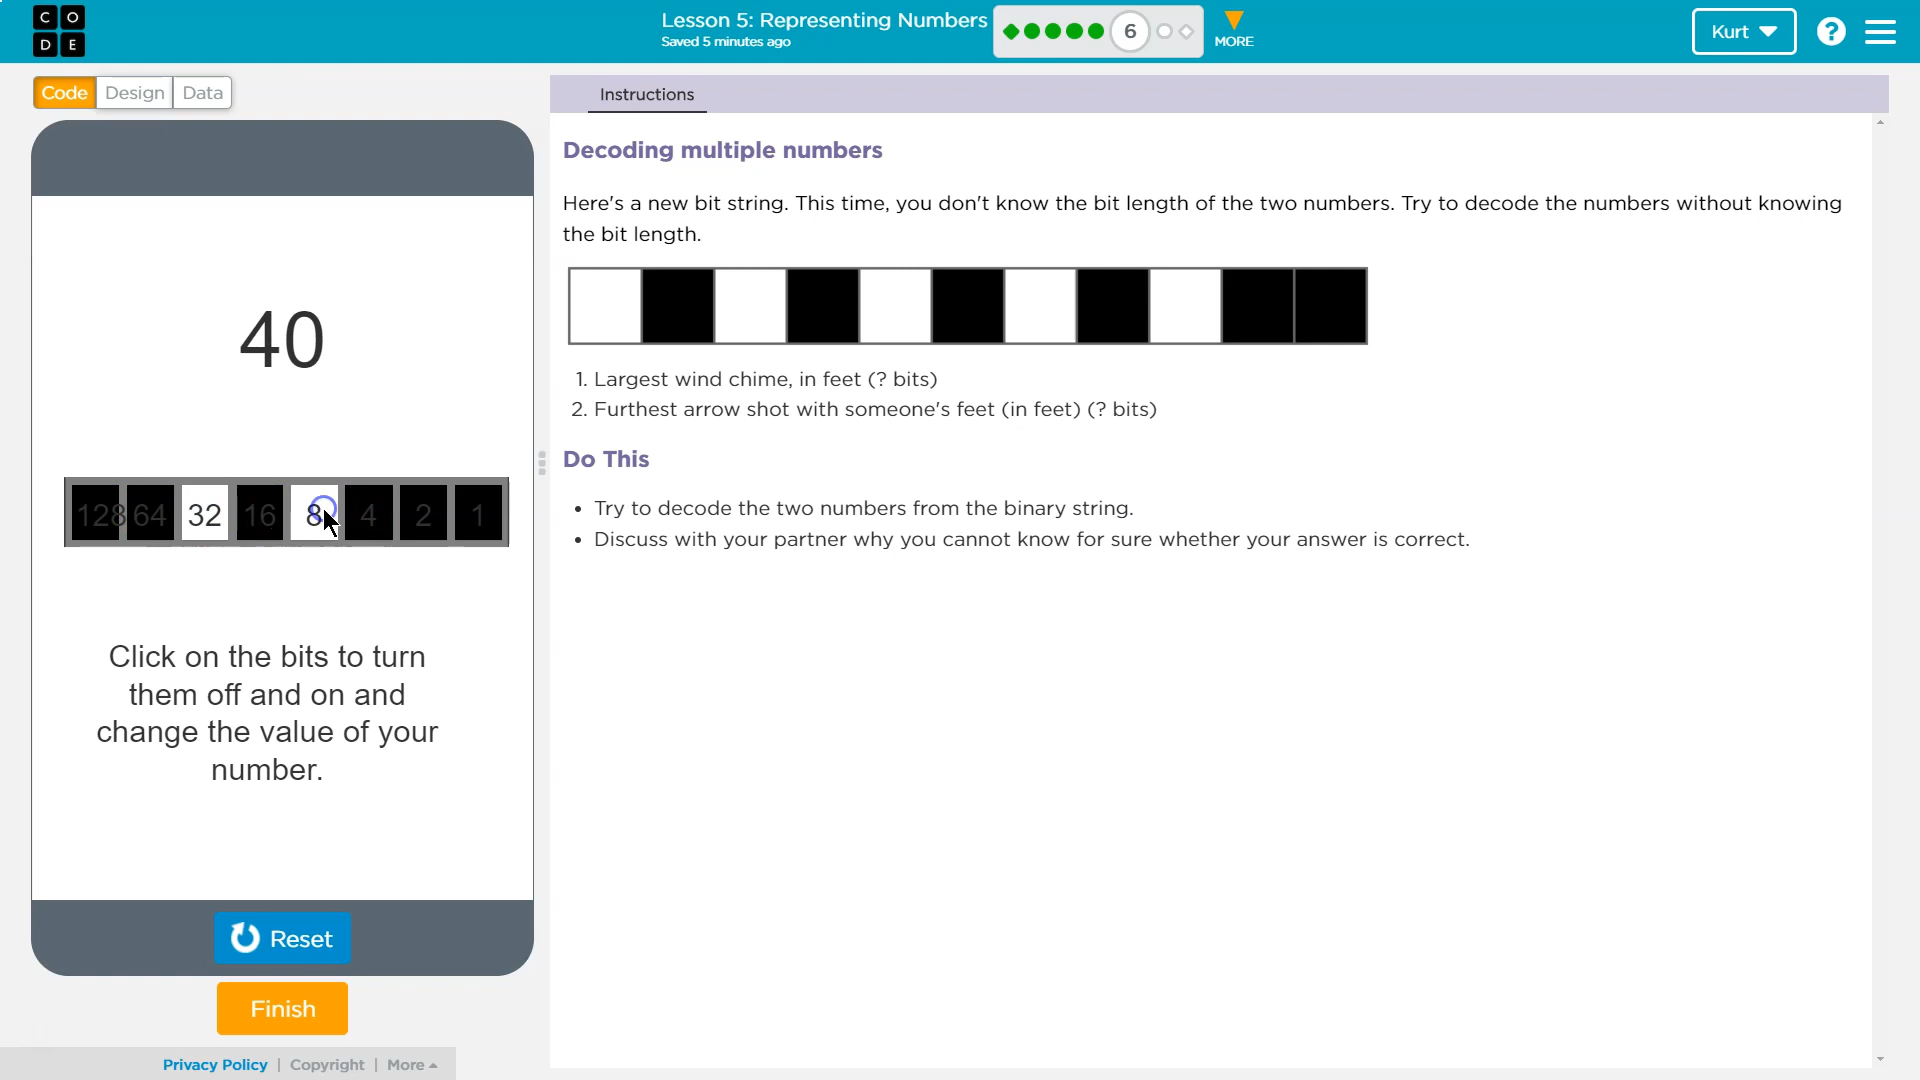 C O
D E
Lesson 5: Representing Numbers
Saved 5 minutes ago
6
MORE
Kurt
?
Code Design Data
Instructions
Decoding multiple numbers
Here's a new bit string. This time, you don't know the bit length of the two numbers. Try to decode the numbers without knowing
the bit length.
1. Largest wind chime, in feet (? bits)
2. Furthest arrow shot with someone's feet (in feet) (? bits)
Do This
• Try to decode the two numbers from the binary string.
• Discuss with your partner why you cannot know for sure whether your answer is correct.
40
128 64 32 16 8 4 2 1
Click on the bits to turn
them off and on and
change the value of your
number.
Reset
Finish
Privacy Policy | Copyright | More